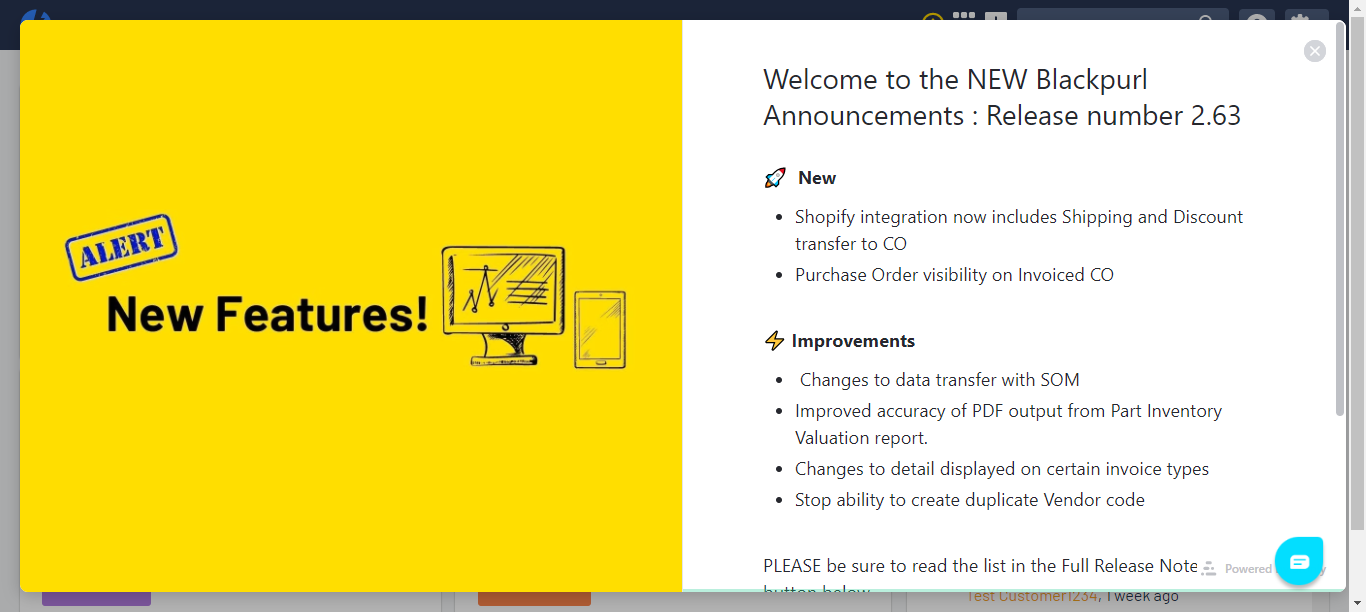 Welcome to the NEW Blackpurl
Announcements : Release number 2.63
New
• Shopify integration now includes Shipping and Discount
transfer to CO
• Purchase Order visibility on Invoiced CO
ALERT
New Features!
Improvements
• Changes to data transfer with SOM
• Improved accuracy of PDF output from Part Inventory
Valuation report.
• Changes to detail displayed on certain invoice types
• Stop ability to create duplicate Vendor code
PLEASE be sure to read the list in the Full Release Note
Powered
button below
Test Customer1234, 1 week ago